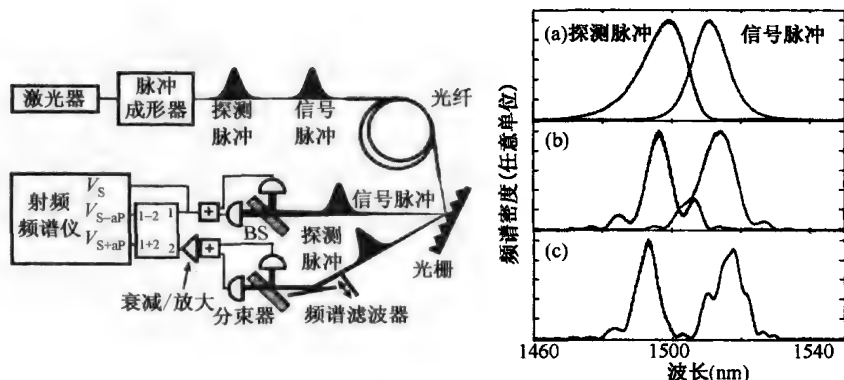 激光器
脉冲
成形器
探测
脉冲
信号
脉冲
光纤
射频
频谱仪
V_S
V_{S-aP}
V_{S+aP}
1-2 1
1+2 2
+
+
BS
信号脉冲
探测
脉冲
光栅
衰减/放大
分束器
频谱滤波器
频谱密度(任意单位)
(a)探测脉冲 信号脉冲
(b)
(c)
1460 1500 1540
波长(nm)